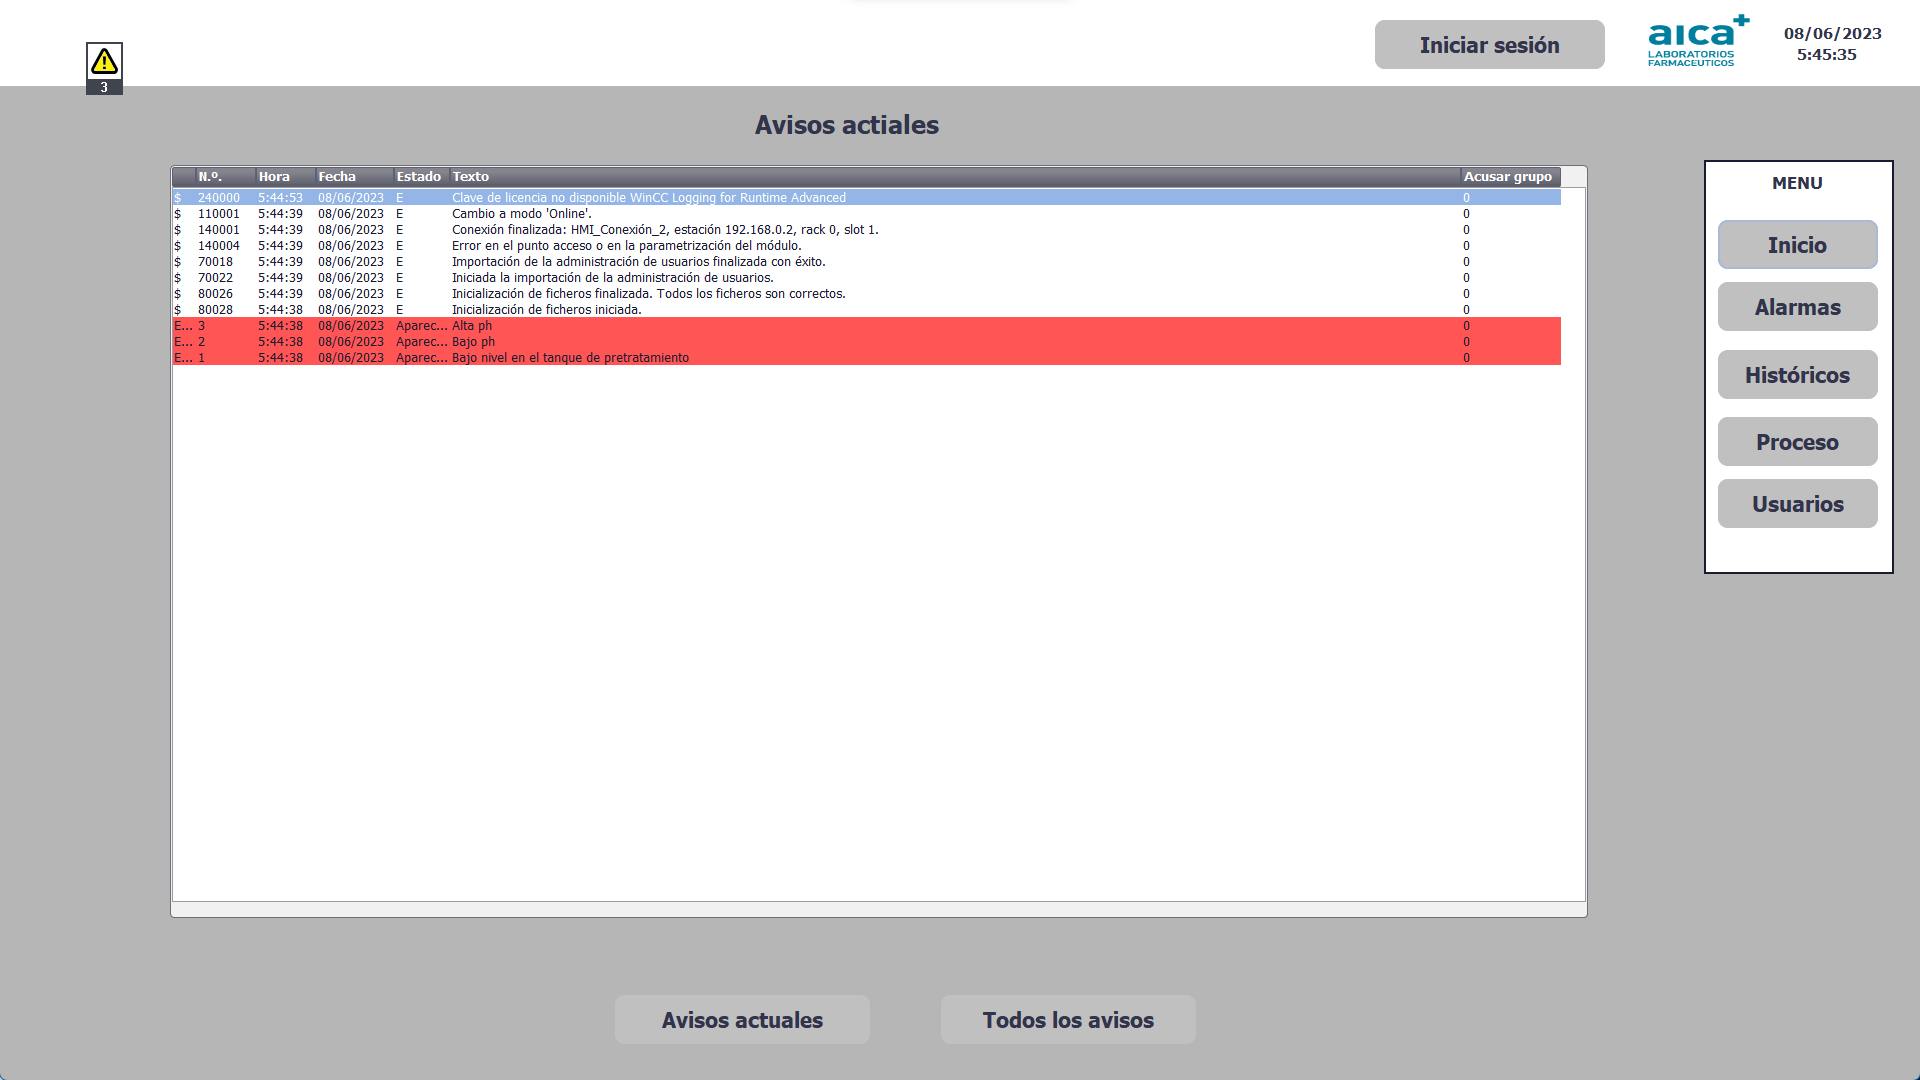 Iniciar sesión
aica+
LABORATORIOS
FARMACEUTICOS
08/06/2023
5:45:35
3
Avisos actiales
N.º. Hora Fecha Estado Texto Acusar grupo
$ 240000 5:44:53 08/06/2023 E Clave de licencia no disponible WinCC Logging for Runtime Advanced 0
$ 110001 5:44:39 08/06/2023 E Cambio a modo 'Online'. 0
$ 140001 5:44:39 08/06/2023 E Conexión finalizada: HMI_Conexión_2, estación 192.168.0.2, rack 0, slot 1. 0
$ 140004 5:44:39 08/06/2023 E Error en el punto acceso o en la parametrización del módulo. 0
$ 70018 5:44:39 08/06/2023 E Importación de la administración de usuarios finalizada con éxito. 0
$ 70022 5:44:39 08/06/2023 E Iniciada la importación de la administración de usuarios. 0
$ 80026 5:44:39 08/06/2023 E Inicialización de ficheros finalizada. Todos los ficheros son correctos. 0
$ 80028 5:44:38 08/06/2023 E Inicialización de ficheros iniciada. 0
E... 3 5:44:38 08/06/2023 Aparec... Alta ph 0
E... 2 5:44:38 08/06/2023 Aparec... Bajo ph 0
E... 1 5:44:38 08/06/2023 Aparec... Bajo nivel en el tanque de pretratamiento 0
MENU
Inicio
Alarmas
Históricos
Proceso
Usuarios
Avisos actuales
Todos los avisos